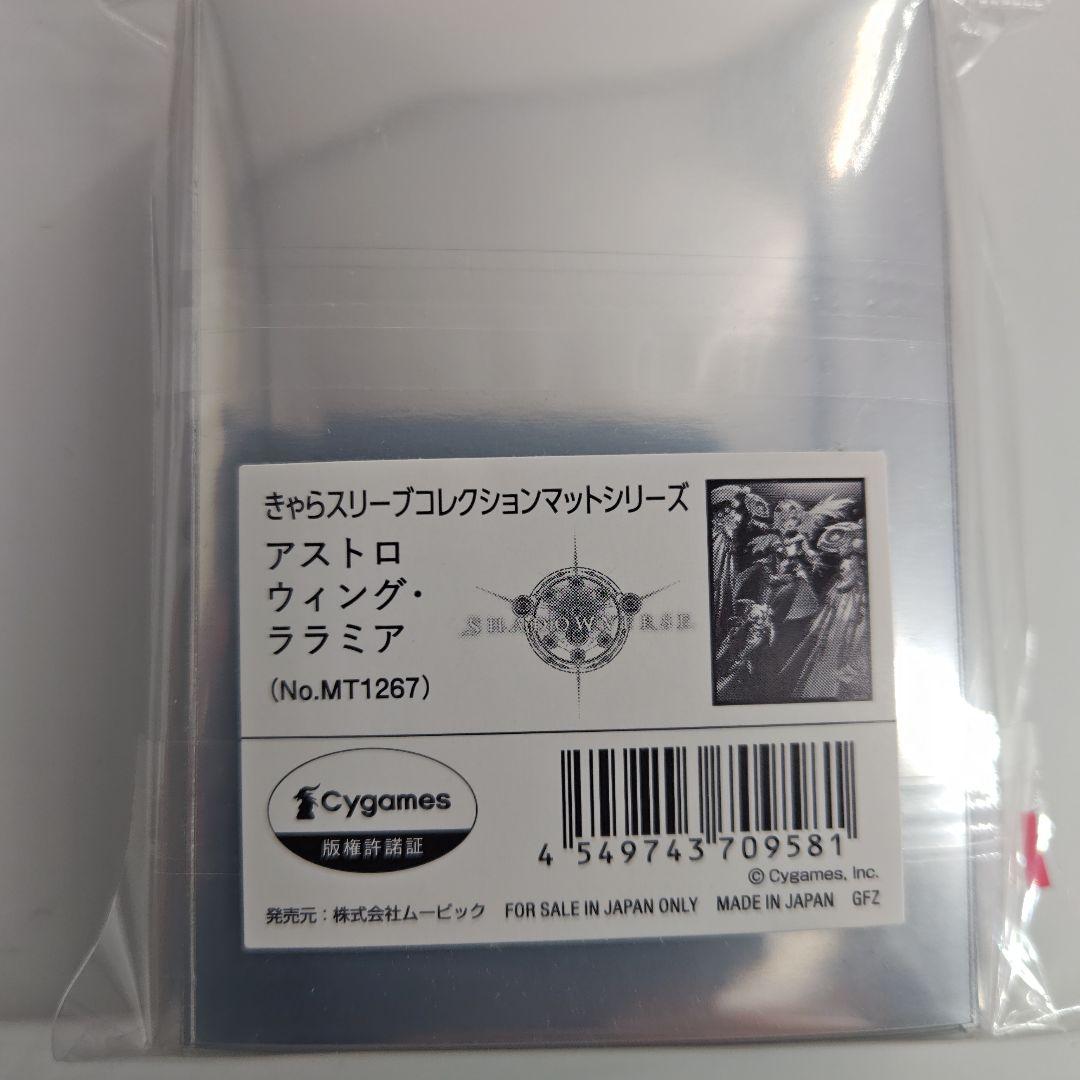 きゃらスリーブコレクションマットシリーズ
アストロ
ウィング・
ララミア
(No.MT1267)
SHADOWVERSE
Cygames
版権許諾証
4 549743 709581
© Cygames, Inc.
発売元：株式会社ムービック FOR SALE IN JAPAN ONLY MADE IN JAPAN GFZ